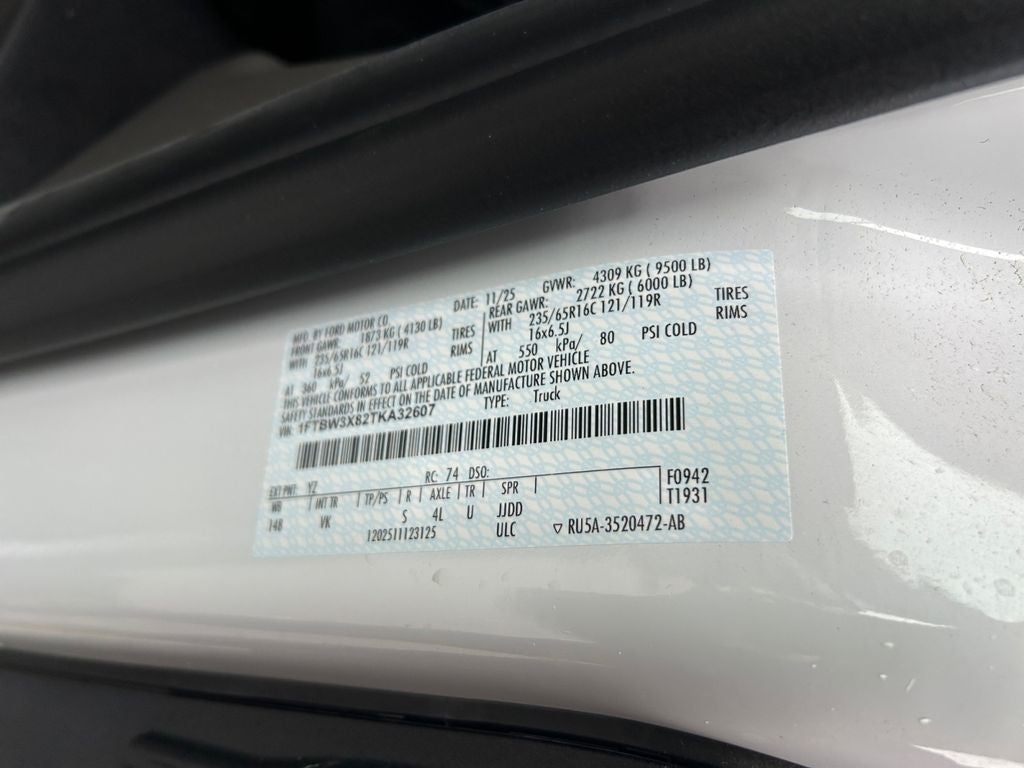 MFD. BY FORD MOTOR CO. DATE: 11/25 GVWR: 4309 KG ( 9500 LB)
FRONT GAWR: 1873 KG ( 4130 LB) REAR GAWR: 2722 KG ( 6000 LB)
WITH 235/65R16C 121/119R TIRES WITH 235/65R16C 121/119R TIRES
16x6.5J RIMS 16x6.5J RIMS
AT 360 kPa/ 52 PSI COLD AT 550 kPa/ 80 PSI COLD
THIS VEHICLE CONFORMS TO ALL APPLICABLE FEDERAL MOTOR VEHICLE
SAFETY STANDARDS IN EFFECT ON THE DATE OF MANUFACTURE SHOWN ABOVE.
VIN: 1FTBW3X82TKA32607 TYPE: Truck
EXT PNT: YZ RC: 74 DSO: F0942
WB INT TR TP/PS R AXLE TR SPR T1931
148 VK S 4L U JJDD
1202511123125 ULC ▽ RU5A-3520472-AB